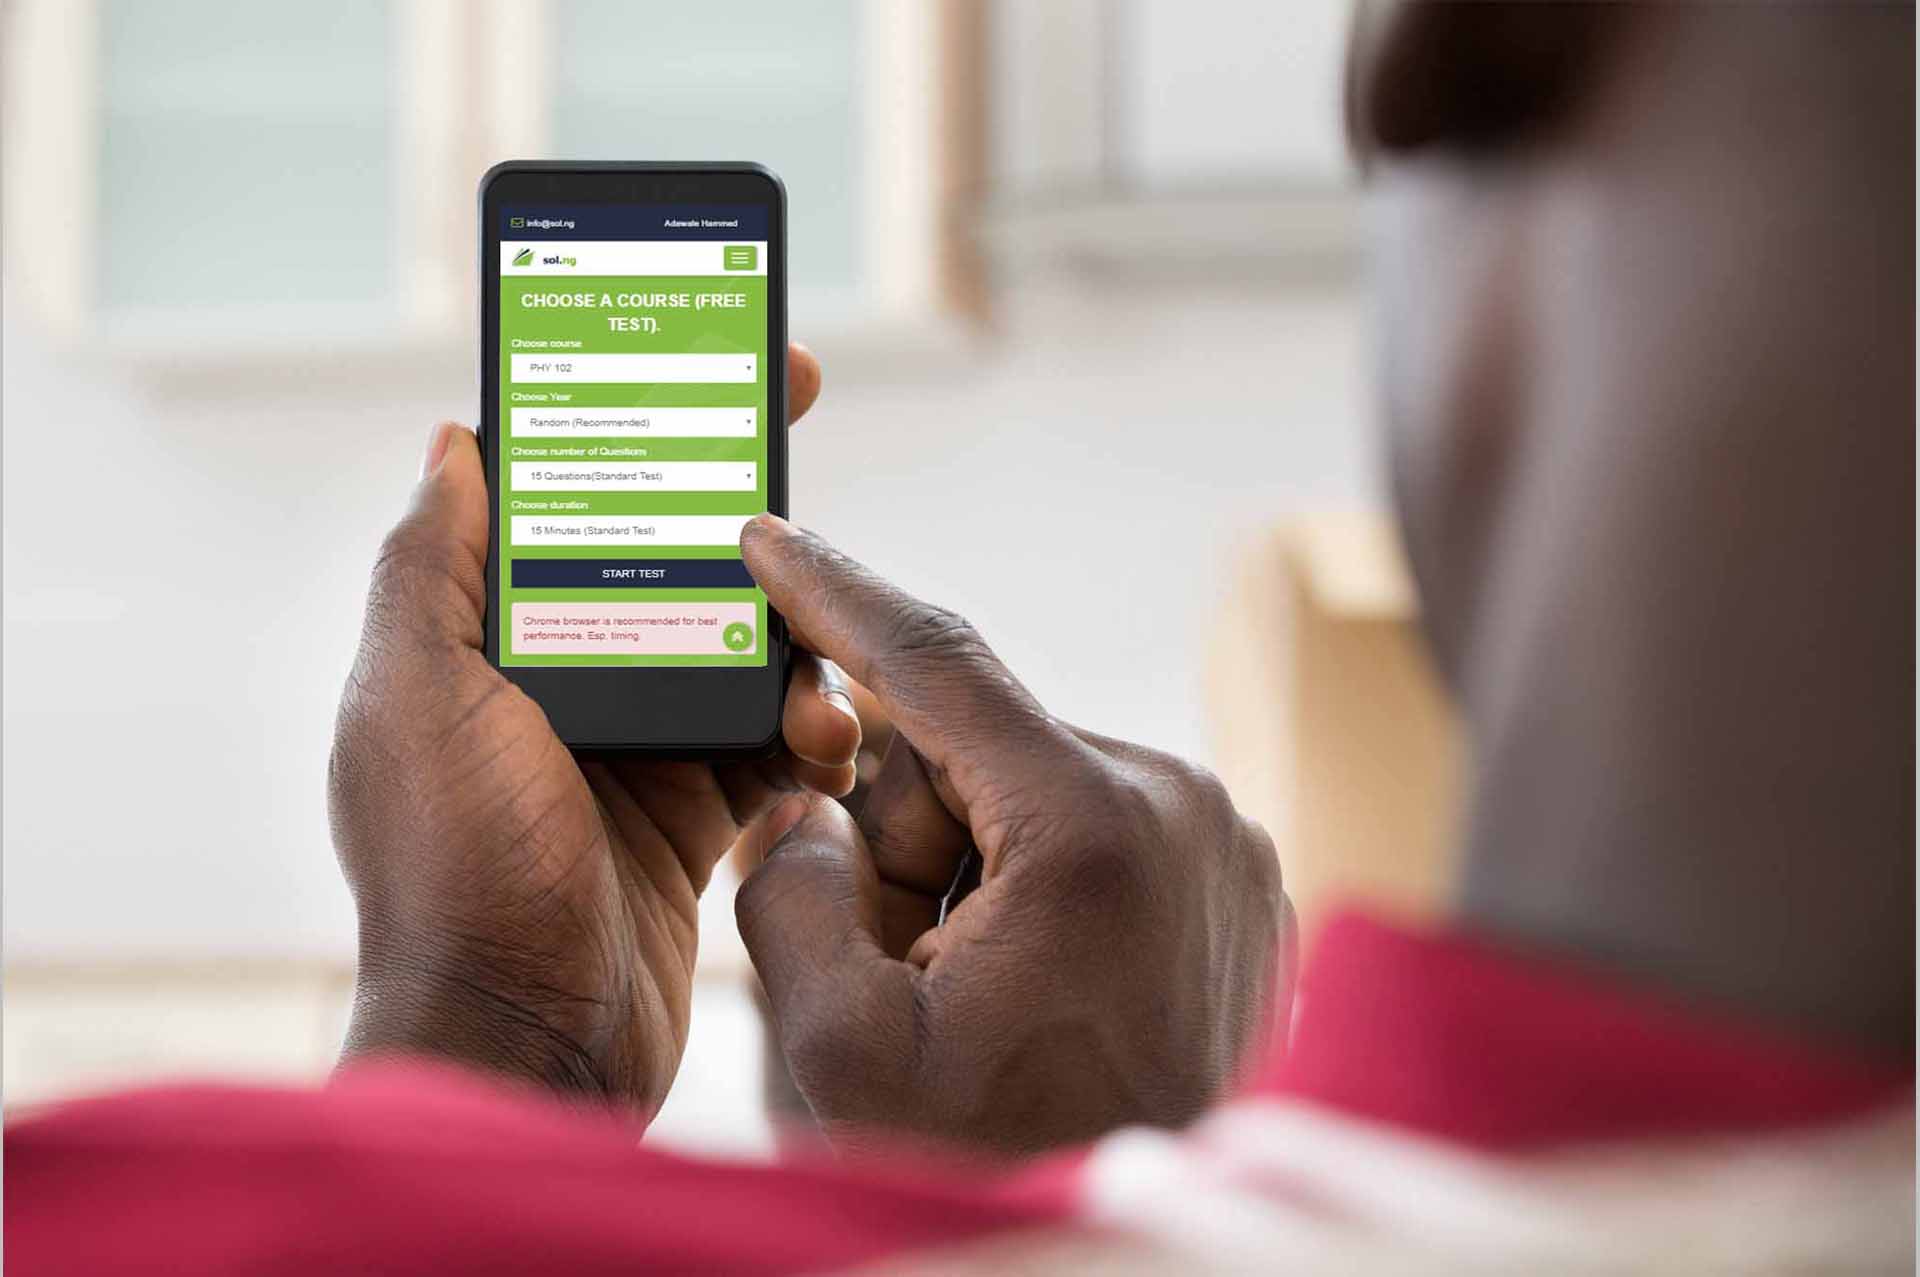 info@sol.ng Adewale Hammed
sol.ng
CHOOSE A COURSE (FREE
TEST).
Choose course
PHY 102
Choose Year
Random (Recommended)
Choose number of Questions
15 Questions(Standard Test)
Choose duration
15 Minutes (Standard Test)
START TEST
Chrome browser is recommended for best
performance. Esp. timing.